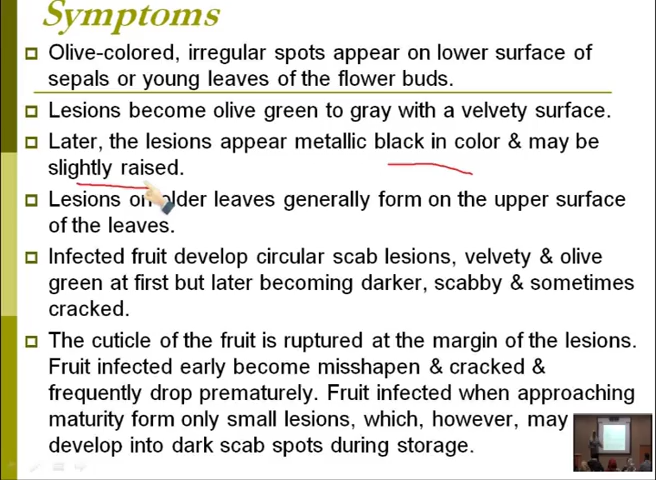 Symptoms
Olive-colored, irregular spots appear on lower surface of
sepals or young leaves of the flower buds.
Lesions become olive green to gray with a velvety surface.
Later, the lesions appear metallic black in color & may be
slightly raised.
Lesions on older leaves generally form on the upper surface
of the leaves.
Infected fruit develop circular scab lesions, velvety & olive
green at first but later becoming darker, scabby & sometimes
cracked.
The cuticle of the fruit is ruptured at the margin of the lesions.
Fruit infected early become misshapen & cracked &
frequently drop prematurely. Fruit infected when approaching
maturity form only small lesions, which, however, may
develop into dark scab spots during storage.